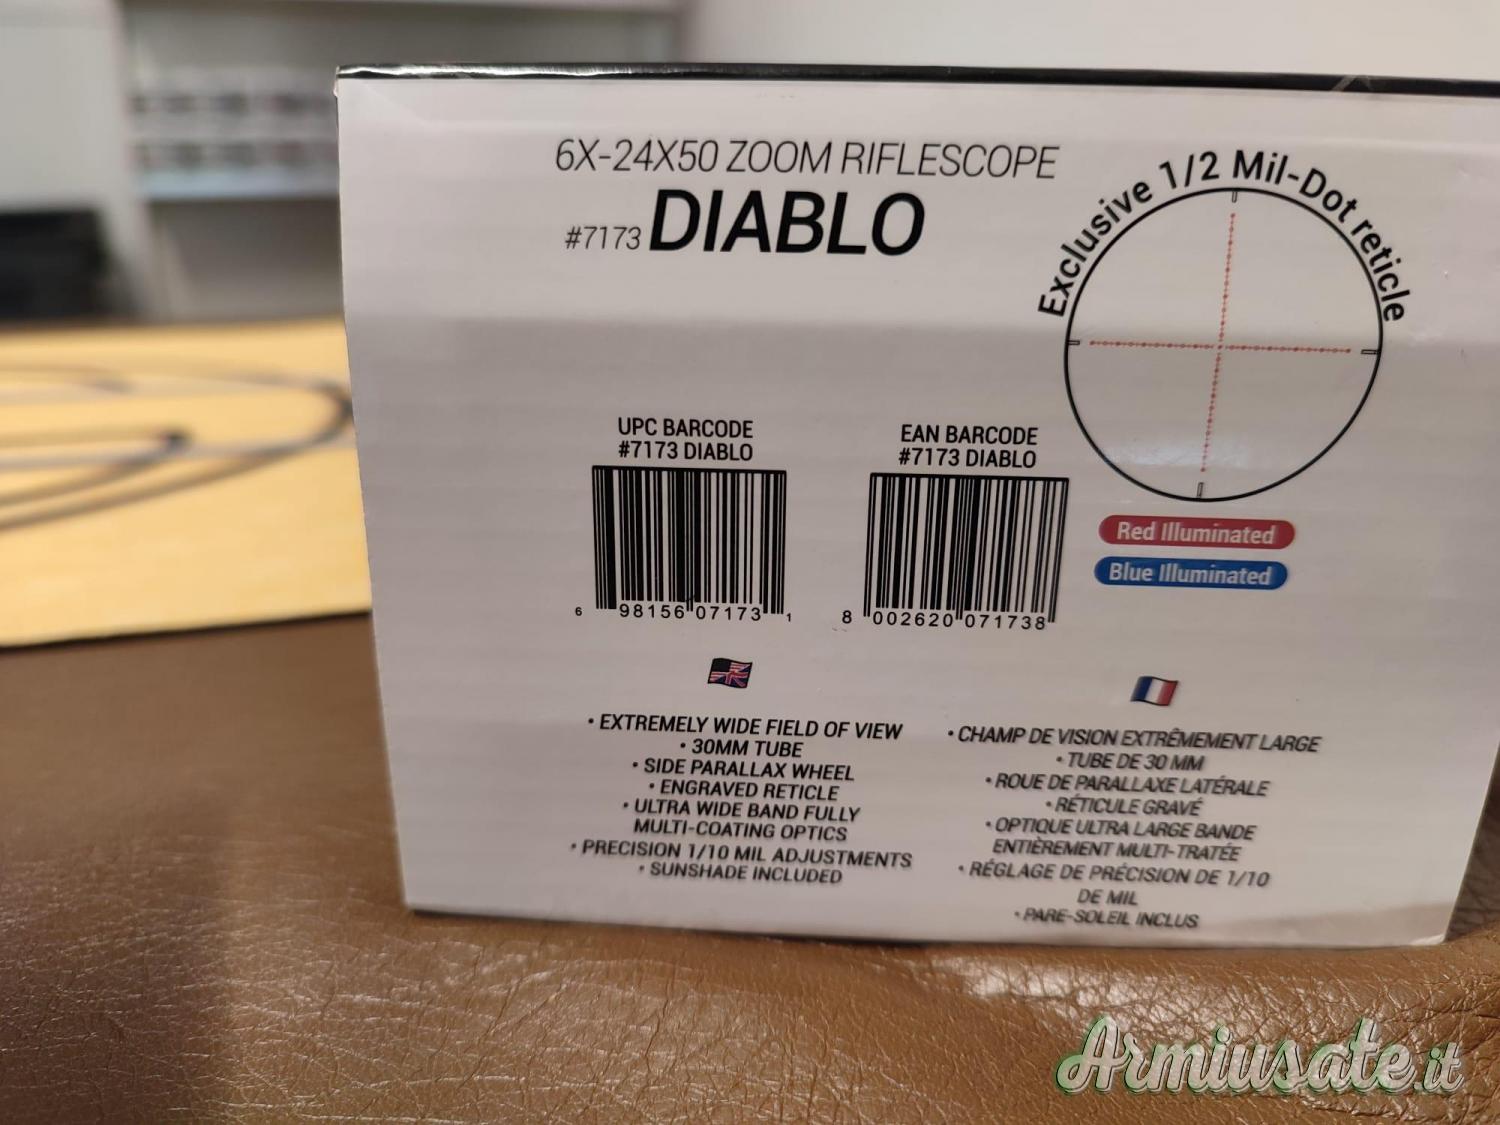 6X-24X50 ZOOM RIFLESCOPE
#7173 DIABLO
Exclusive 1/2 Mil-Dot reticle
UPC BARCODE
#7173 DIABLO
6 98156 07173 1
EAN BARCODE
#7173 DIABLO
8 002620 071738
Red Illuminated
Blue Illuminated
• EXTREMELY WIDE FIELD OF VIEW
• 30MM TUBE
• SIDE PARALLAX WHEEL
• ENGRAVED RETICLE
• ULTRA WIDE BAND FULLY
MULTI-COATING OPTICS
• PRECISION 1/10 MIL ADJUSTMENTS
• SUNSHADE INCLUDED
• CHAMP DE VISION EXTRÊMEMENT LARGE
• TUBE DE 30 MM
• ROUE DE PARALLAXE LATÉRALE
• RÉTICULE GRAVÉ
• OPTIQUE ULTRA LARGE BANDE
ENTIÈREMENT MULTI-TRATÉE
• RÉGLAGE DE PRÉCISION DE 1/10
DE MIL
• PARE-SOLEIL INCLUS
Armiusate.it